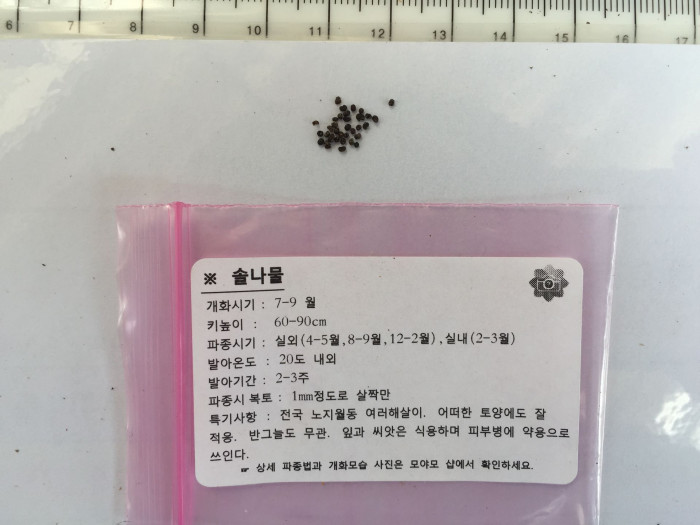 6 7 8 9 10 11 12 13 14 15 16 17
※ 솔나물
개화시기 : 7-9 월
키높이 : 60-90cm
파종시기 : 실외(4-5월,8-9월,12-2월),실내(2-3월)
발아온도 : 20도 내외
발아기간 : 2-3주
파종시 복토 : 1mm정도로 살짝만
특기사항 : 전국 노지월동 여러해살이. 어떠한 토양에도 잘
적응. 반그늘도 무관. 잎과 씨앗은 식용하며 피부병에 약용으로
쓰인다.
☞ 상세 파종법과 개화모습 사진은 모야모 샵에서 확인하세요.